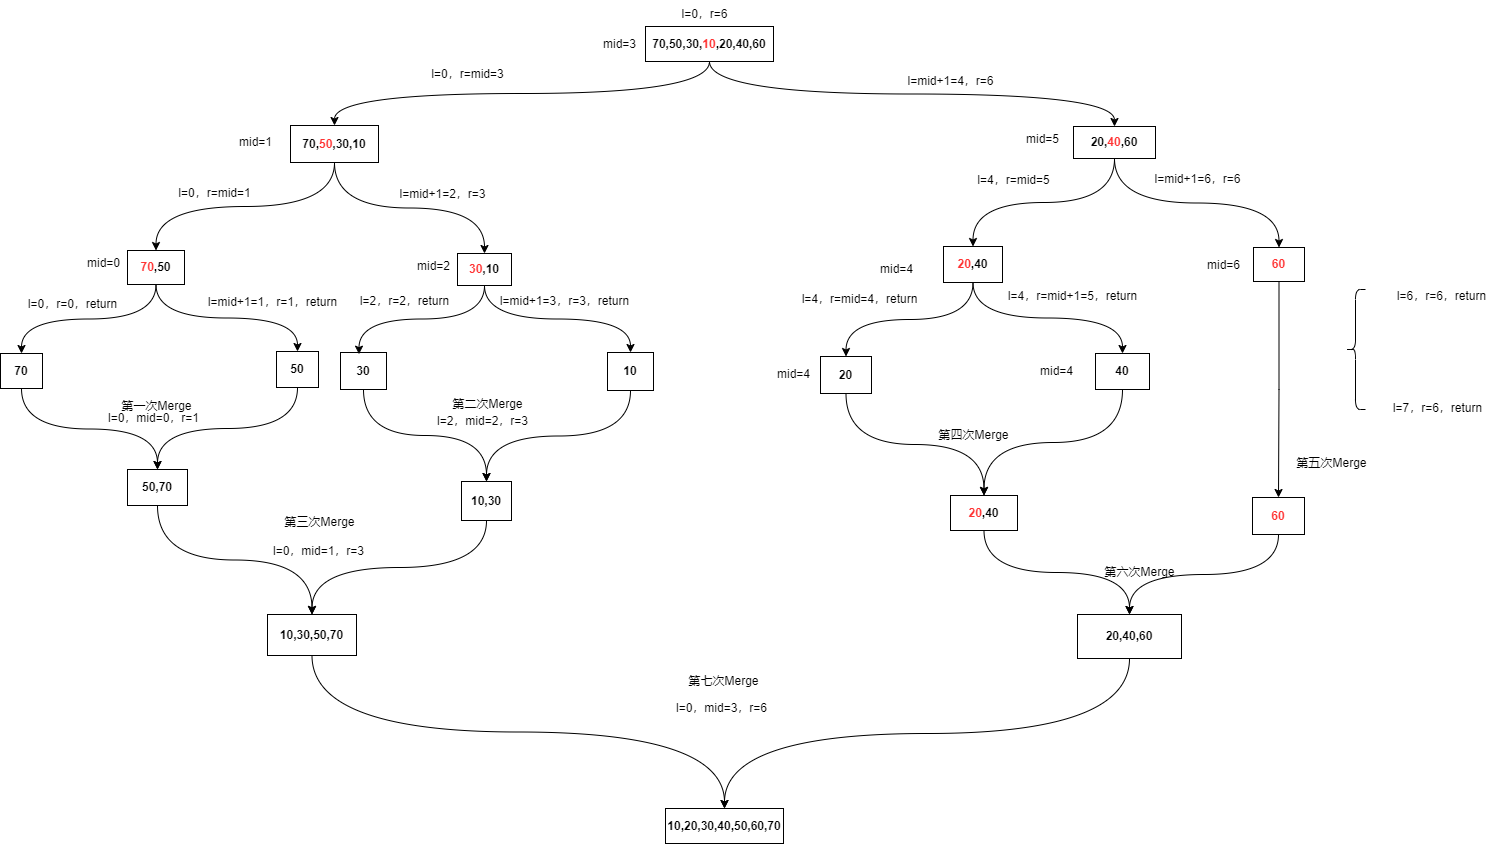 l=0，r=6
mid=3
70,50,30,10,20,40,60
l=0，r=mid=3
l=mid+1=4，r=6
mid=1
70,50,30,10
mid=5
20,40,60
l=0，r=mid=1
l=mid+1=2，r=3
l=4，r=mid=5
l=mid+1=6，r=6
mid=0
70,50
mid=2
30,10
mid=4
20,40
mid=6
60
l=0，r=0，return
l=mid+1=1，r=1，return
l=2，r=2，return
l=mid+1=3，r=3，return
l=4，r=mid=4，return
l=4，r=mid+1=5，return
l=6，r=6，return
70
50
30
10
mid=4
20
mid=4
40
第一次Merge
l=0，mid=0，r=1
第二次Merge
l=2，mid=2，r=3
第四次Merge
l=7，r=6，return
第五次Merge
50,70
10,30
20,40
60
第三次Merge
l=0，mid=1，r=3
第六次Merge
10,30,50,70
20,40,60
第七次Merge
l=0，mid=3，r=6
10,20,30,40,50,60,70